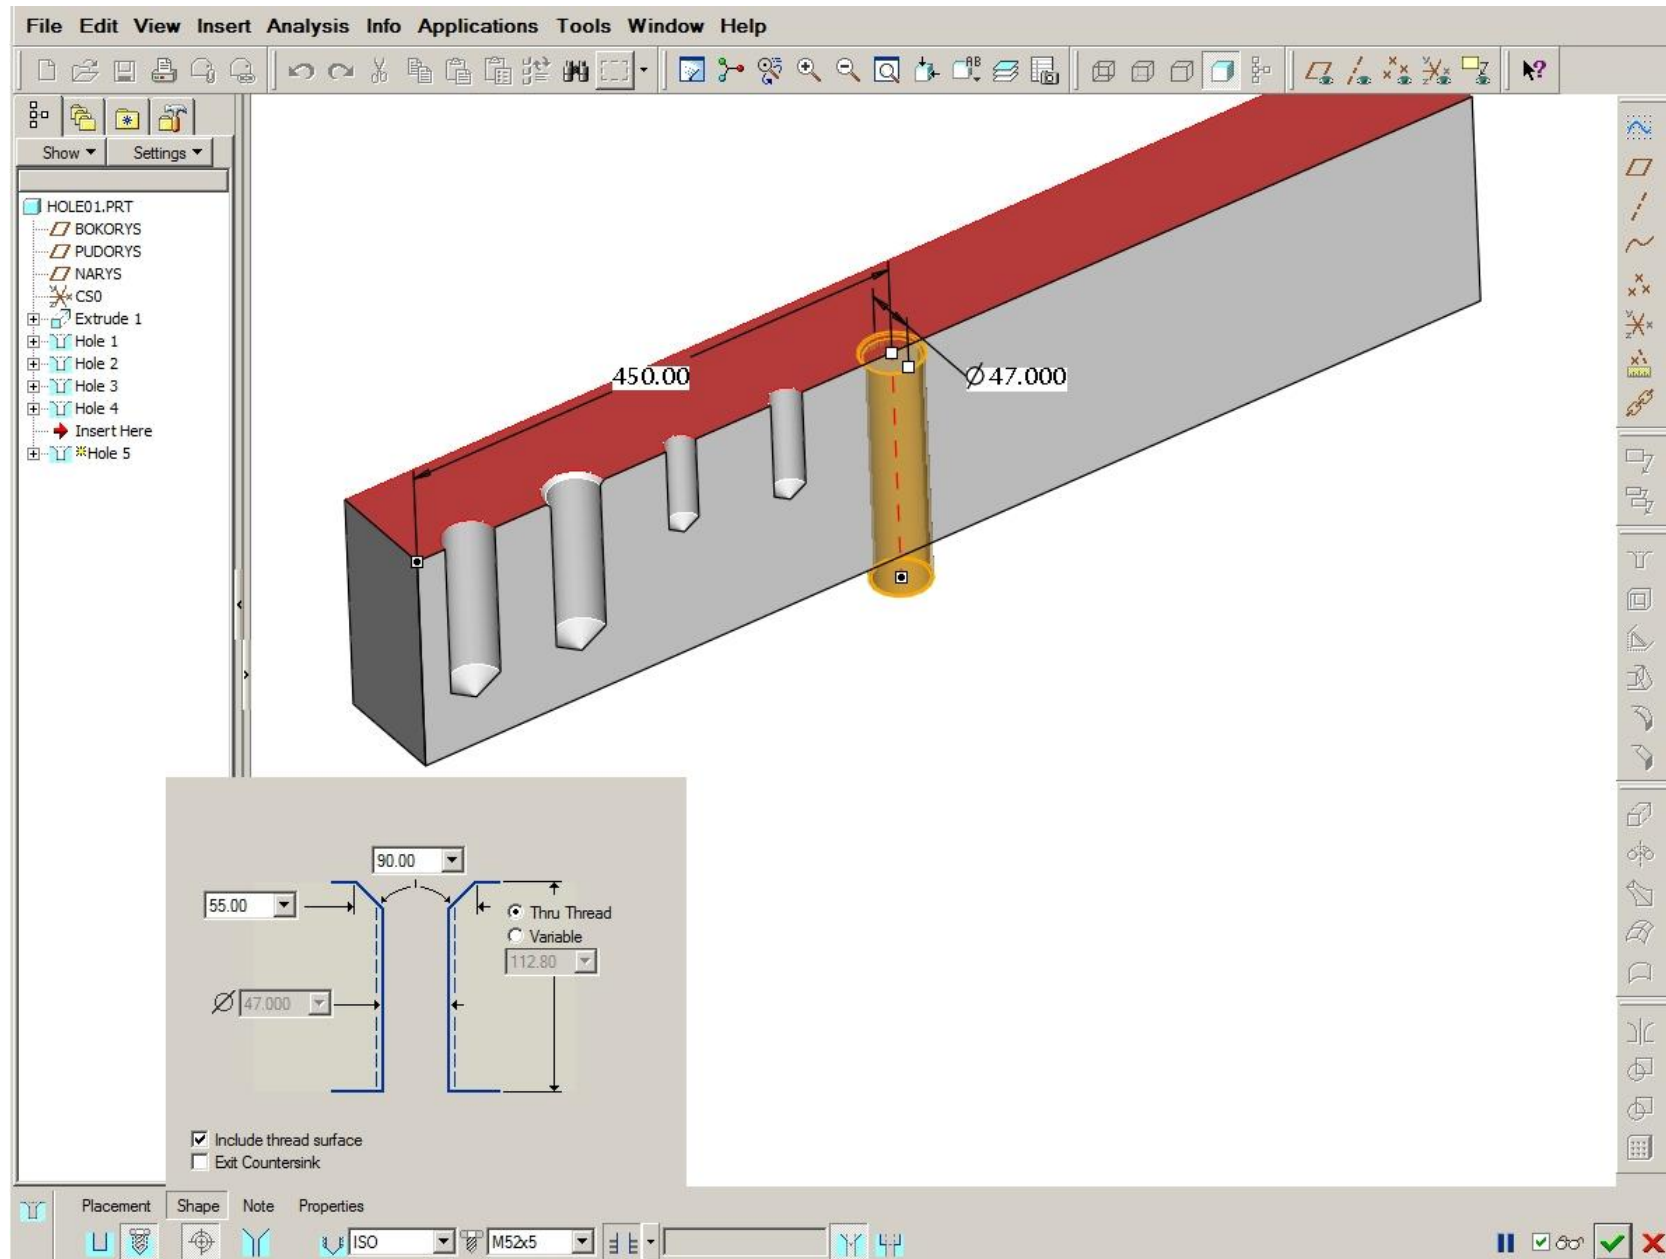 File Edit View Insert Analysis Info Applications Tools Window Help
Show Settings
HOLE01.PRT
BOKORYS
PUDORYS
NARYS
CS0
Extrude 1
Hole 1
Hole 2
Hole 3
Hole 4
Insert Here
Hole 5
450.00
Ø47.000
90.00
55.00
Thru Thread
Variable
112.80
Ø 47.000
Include thread surface
Exit Countersink
Placement Shape Note Properties
ISO M52x5